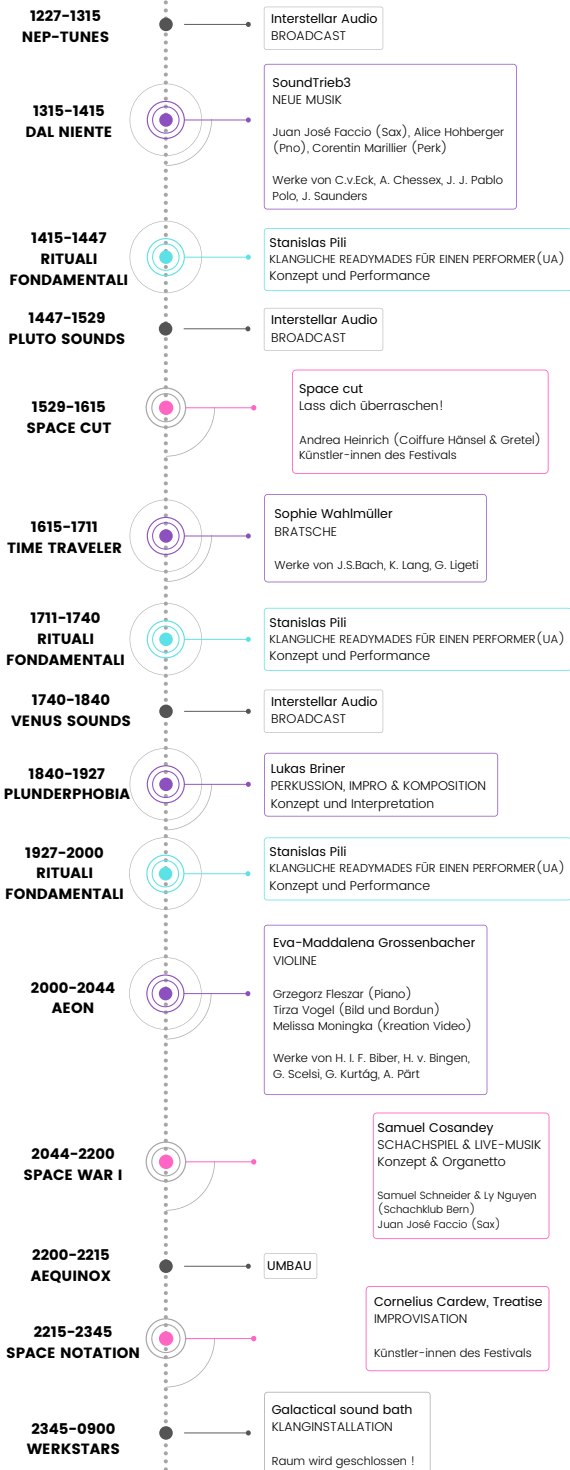 1227-1315
NEP-TUNES
Interstellar Audio
BROADCAST
1315-1415
DAL NIENTE
SoundTrieb3
NEUE MUSIK
Juan José Faccio (Sax), Alice Hohberger
(Pno), Corentin Marillier (Perk)
Werke von C.v.Eck, A. Chessex, J. J. Pablo
Polo, J. Saunders
1415-1447
RITUALI
FONDAMENTALI
Stanislas Pili
KLANGLICHE READYMADES FÜR EINEN PERFORMER(UA)
Konzept und Performance
1447-1529
PLUTO SOUNDS
Interstellar Audio
BROADCAST
1529-1615
SPACE CUT
Space cut
Lass dich überraschen!
Andrea Heinrich (Coiffure Hänsel & Gretel)
Künstler-innen des Festivals
1615-1711
TIME TRAVELER
Sophie Wahlmüller
BRATSCHE
Werke von J.S.Bach, K. Lang, G. Ligeti
1711-1740
RITUALI
FONDAMENTALI
Stanislas Pili
KLANGLICHE READYMADES FÜR EINEN PERFORMER(UA)
Konzept und Performance
1740-1840
VENUS SOUNDS
Interstellar Audio
BROADCAST
1840-1927
PLUNDERPHOBIA
Lukas Briner
PERKUSSION, IMPRO & KOMPOSITION
Konzept und Interpretation
1927-2000
RITUALI
FONDAMENTALI
Stanislas Pili
KLANGLICHE READYMADES FÜR EINEN PERFORMER(UA)
Konzept und Performance
2000-2044
AEON
Eva-Maddalena Grossenbacher
VIOLINE
Grzegorz Fleszar (Piano)
Tirza Vogel (Bild und Bordun)
Melissa Moningka (Kreation Video)
Werke von H. I. F. Biber, H. v. Bingen,
G. Scelsi, G. Kurtág, A. Pärt
2044-2200
SPACE WAR I
Samuel Cosandey
SCHACHSPIEL & LIVE-MUSIK
Konzept & Organetto
Samuel Schneider & Ly Nguyen
(Schachklub Bern)
Juan José Faccio (Sax)
2200-2215
AEQUINOX
UMBAU
2215-2345
SPACE NOTATION
Cornelius Cardew, Treatise
IMPROVISATION
Künstler-innen des Festivals
2345-0900
WERKSTARS
Galactical sound bath
KLANGINSTALLATION
Raum wird geschlossen !